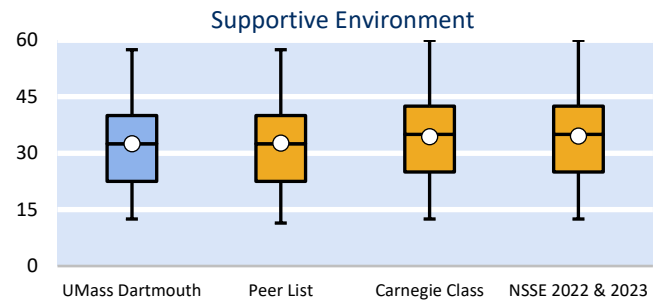 Supportive Environment
60
45
30
15
0
UMass Dartmouth Peer List Carnegie Class NSSE 2022 & 2023